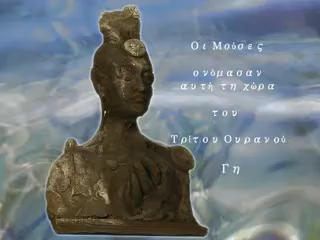 Οι Μούσες
ονόμασαν
αυτή τη χώρα
του
Τρίτου Ουρανού
Γη